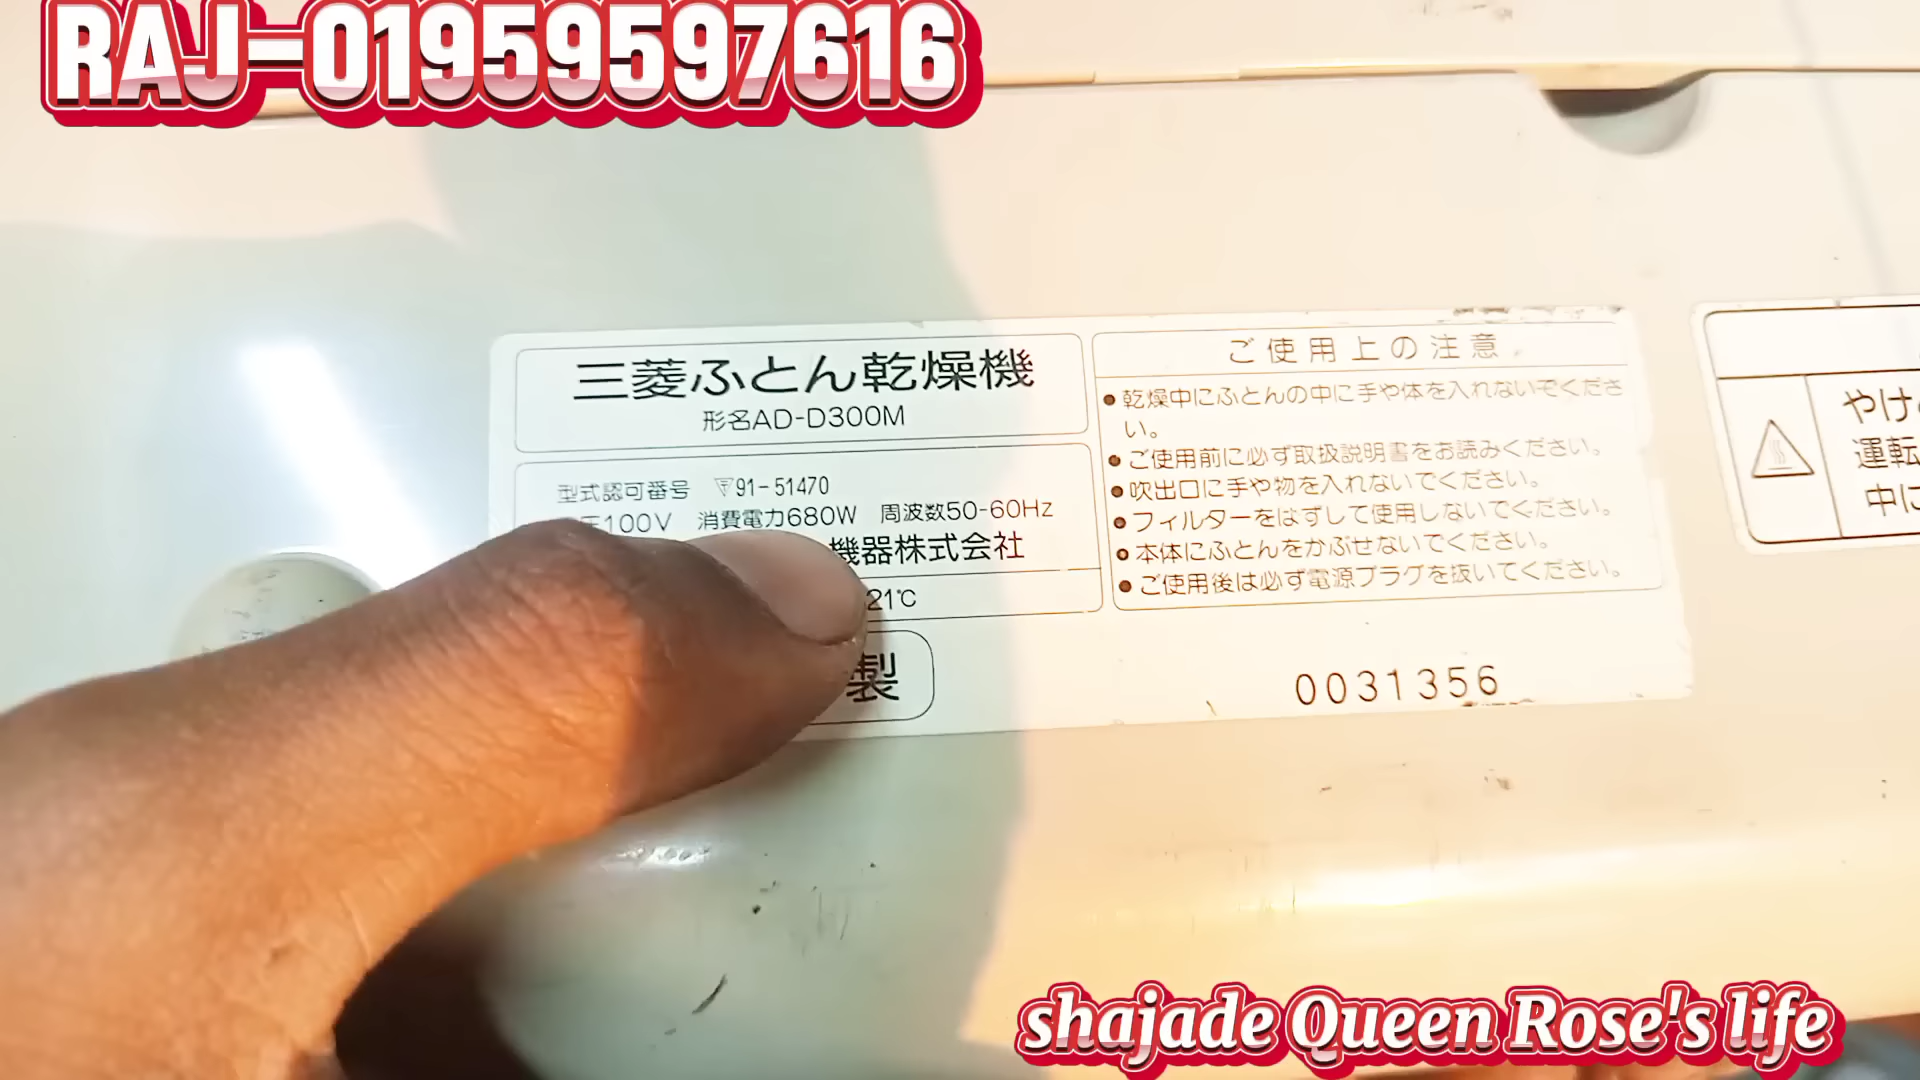 RAJ-01959597616
三菱ふとん乾燥機
形名AD-D300M
型式認可番号 91-51470
圧100V 消費電力680W 周波数50-60Hz
機器株式会社
21℃
製
ご使用上の注意
●乾燥中にふとんの中に手や体を入れないでくださ
い。
●ご使用前に必ず取扱説明書をお読みください。
●吹出口に手や物を入れないでください。
●フィルターをはずして使用しないでください。
●本体にふとんをかぶせないでください。
●ご使用後は必ず電源プラグを抜いてください。
0031356
やけ
運転
中に
shajade Queen Rose's life